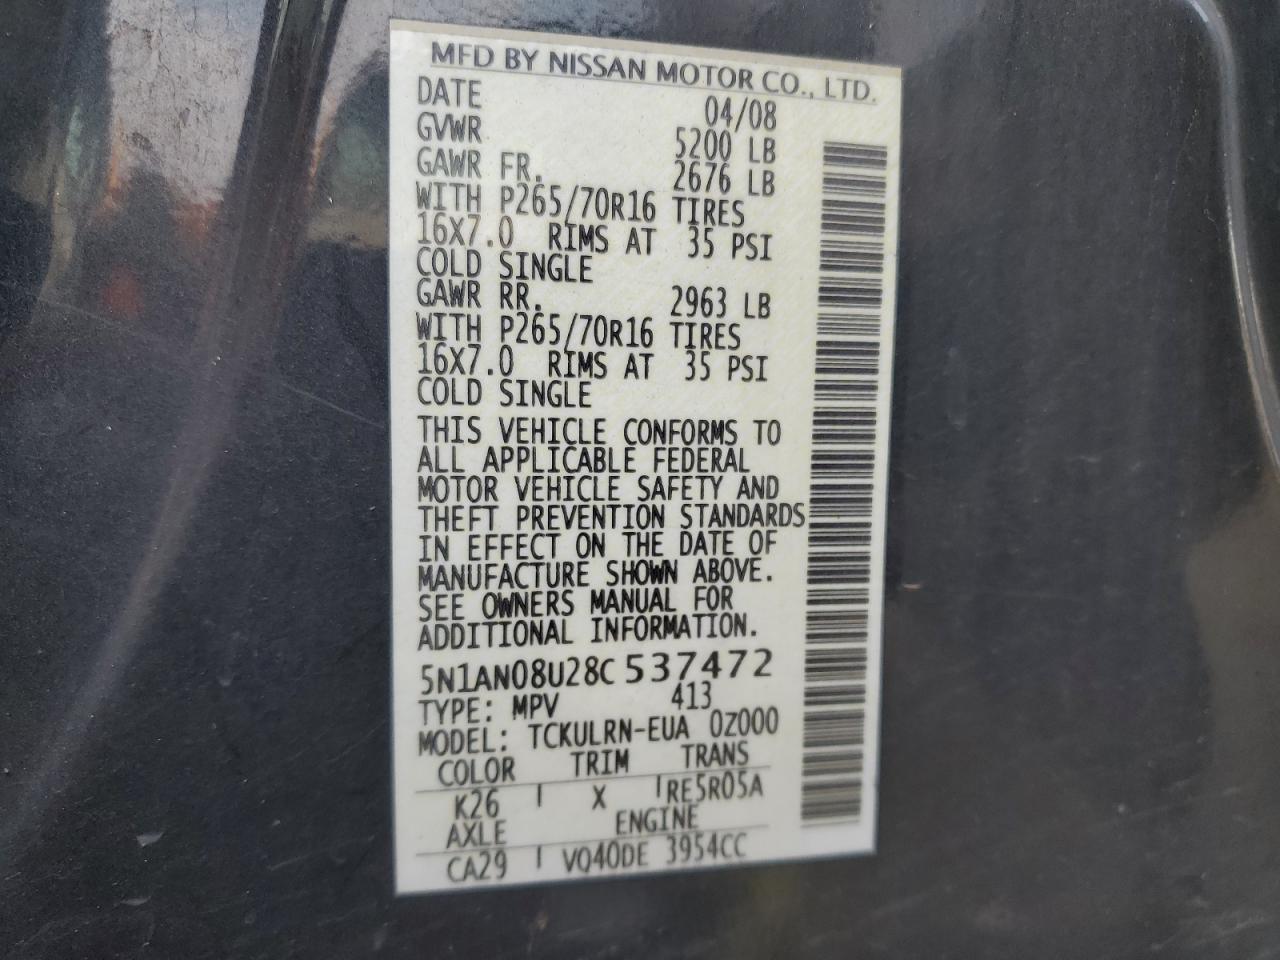 MFD BY NISSAN MOTOR CO., LTD.
DATE 04/08
GVWR 5200 LB
GAWR FR. 2676 LB
WITH P265/70R16 TIRES
16X7.0 RIMS AT 35 PSI
COLD SINGLE
GAWR RR. 2963 LB
WITH P265/70R16 TIRES
16X7.0 RIMS AT 35 PSI
COLD SINGLE
THIS VEHICLE CONFORMS TO
ALL APPLICABLE FEDERAL
MOTOR VEHICLE SAFETY AND
THEFT PREVENTION STANDARDS
IN EFFECT ON THE DATE OF
MANUFACTURE SHOWN ABOVE.
SEE OWNERS MANUAL FOR
ADDITIONAL INFORMATION.
5N1AN08U28C537472
TYPE: MPV 413
MODEL: TCKULRN-EUA 0Z000
COLOR TRIM TRANS
K26 X RE5R05A
AXLE ENGINE
CA29 VQ40DE 3954CC